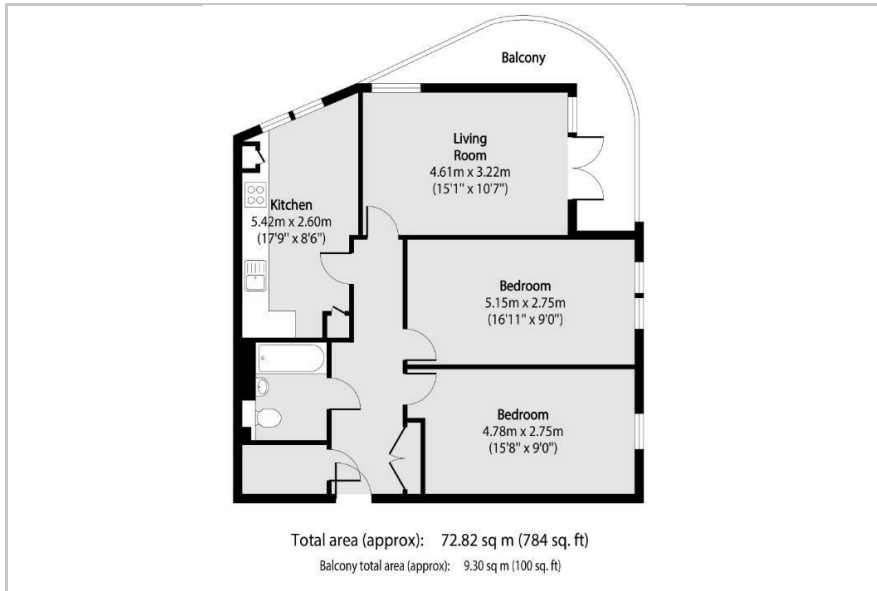 Balcony
Living
Room
4.61m x 3.22m
(15'1" x 10'7")
Kitchen
5.42m x 2.60m
(17'9" x 8'6")
Bedroom
5.15m x 2.75m
(16'11" x 9'0")
Bedroom
4.78m x 2.75m
(15'8" x 9'0")
Total area (approx): 72.82 sq m (784 sq. ft)
Balcony total area (approx): 9.30 sq m (100 sq. ft)